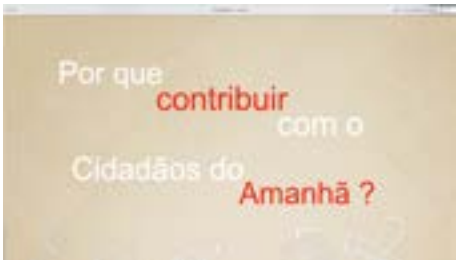 Por que
contribuir
com o
Cidadãos do
Amanhã ?